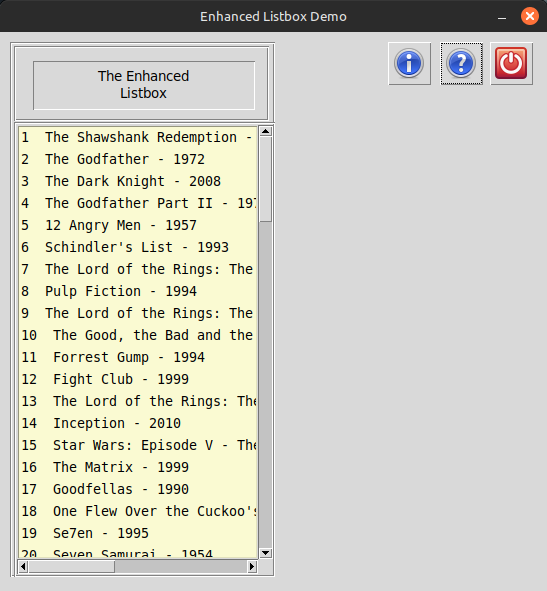 Enhanced Listbox Demo
The Enhanced
Listbox
1 The Shawshank Redemption -
2 The Godfather - 1972
3 The Dark Knight - 2008
4 The Godfather Part II - 197
5 12 Angry Men - 1957
6 Schindler's List - 1993
7 The Lord of the Rings: The
8 Pulp Fiction - 1994
9 The Lord of the Rings: The
10 The Good, the Bad and the
11 Forrest Gump - 1994
12 Fight Club - 1999
13 The Lord of the Rings: The
14 Inception - 2010
15 Star Wars: Episode V - The
16 The Matrix - 1999
17 Goodfellas - 1990
18 One Flew Over the Cuckoo's
19 Se7en - 1995
20 Seven Samurai - 1954